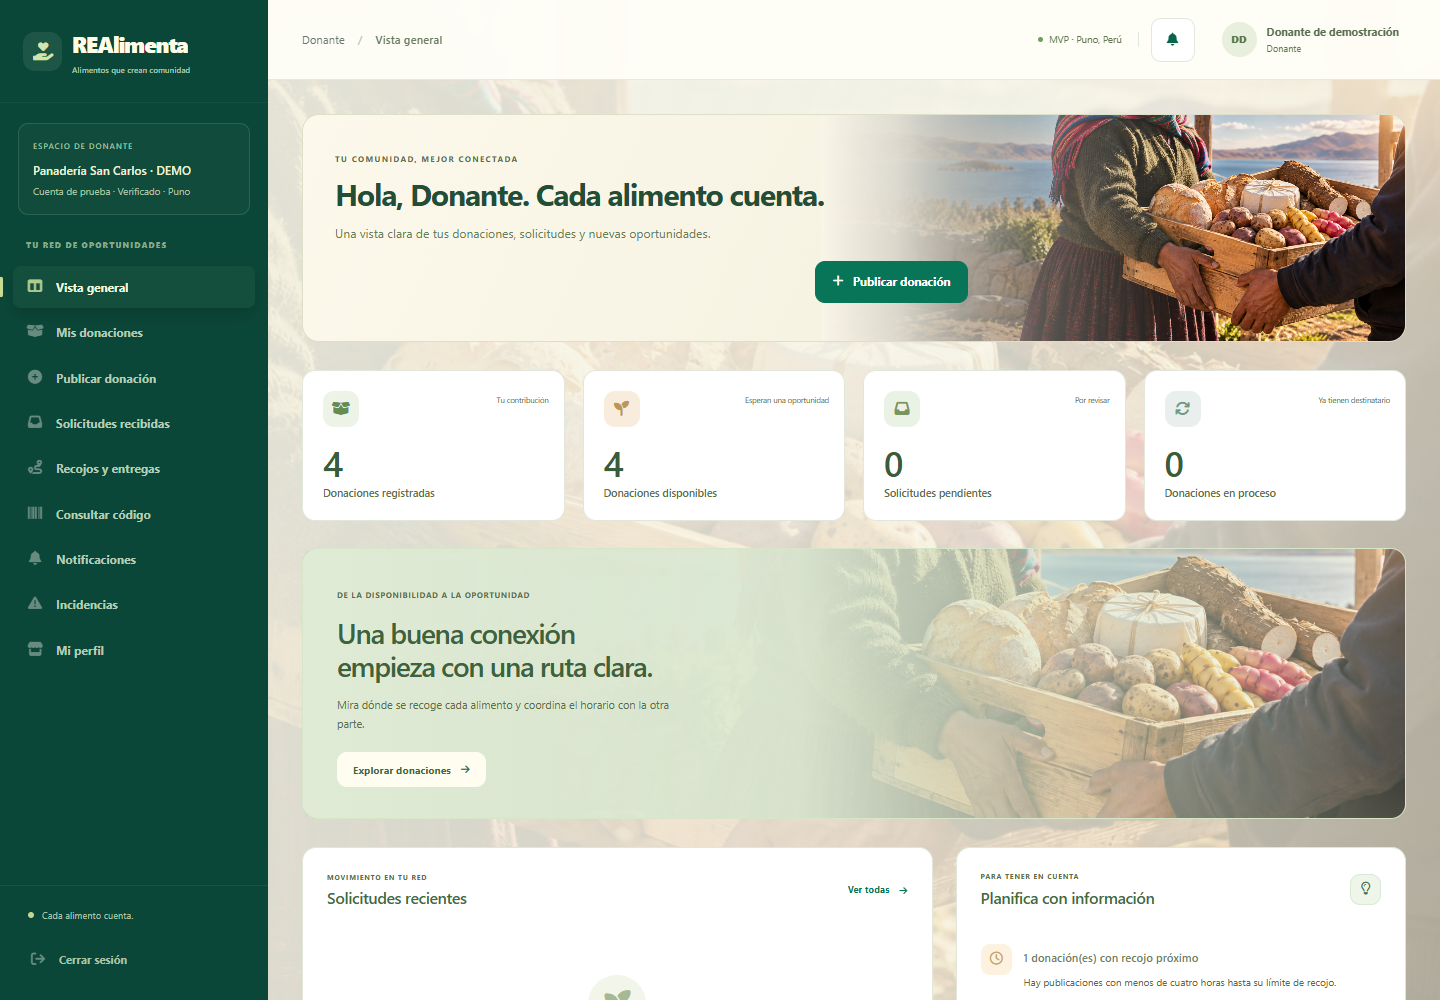 REAlimenta
Alimentos que crean comunidad
ESPACIO DE DONANTE
Panadería San Carlos · DEMO
Cuenta de prueba · Verificado · Puno
TU RED DE OPORTUNIDADES
Vista general
Mis donaciones
Publicar donación
Solicitudes recibidas
Recojos y entregas
Consultar código
Notificaciones
Incidencias
Mi perfil
Cada alimento cuenta.
Cerrar sesión
Donante / Vista general
MVP · Puno, Perú
DD
Donante de demostración
Donante
TU COMUNIDAD, MEJOR CONECTADA
Hola, Donante. Cada alimento cuenta.
Una vista clara de tus donaciones, solicitudes y nuevas oportunidades.
Publicar donación
Tu contribución
4
Donaciones registradas
Esperan una oportunidad
4
Donaciones disponibles
Por revisar
0
Solicitudes pendientes
Ya tienen destinatario
0
Donaciones en proceso
DE LA DISPONIBILIDAD A LA OPORTUNIDAD
Una buena conexión
empieza con una ruta clara.
Mira dónde se recoge cada alimento y coordina el horario con la otra
parte.
Explorar donaciones →
MOVIMIENTO EN TU RED
Solicitudes recientes
Ver todas →
PARA TENER EN CUENTA
Planifica con información
1 donación(es) con recojo próximo
Hay publicaciones con menos de cuatro horas hasta su límite de recojo.